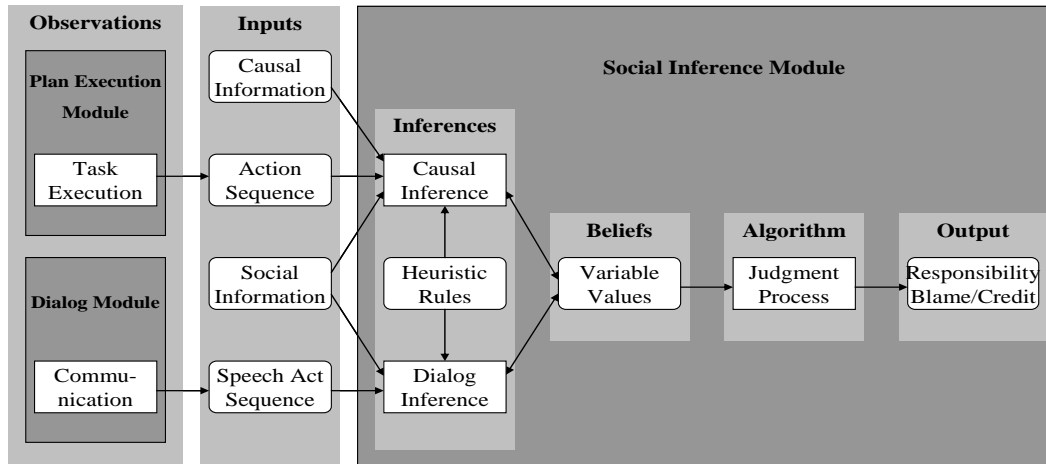 Observations
Plan Execution
Module
Task
Execution
Dialog Module
Commu-
nication
Inputs
Causal
Information
Action
Sequence
Social
Information
Speech Act
Sequence
Social Inference Module
Inferences
Causal
Inference
Heuristic
Rules
Dialog
Inference
Beliefs
Variable
Values
Algorithm
Judgment
Process
Output
Responsibility
Blame/Credit